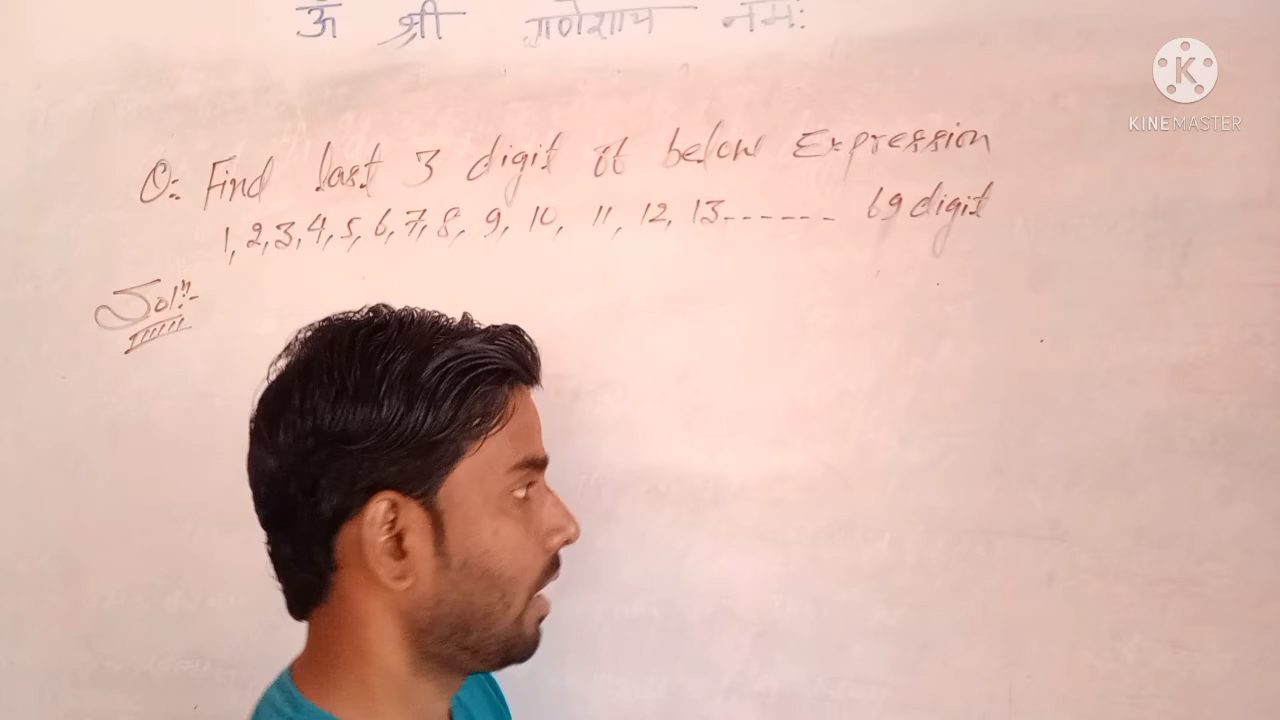 ॐ श्री गणेशाय नमः
KINEMASTER
Q: Find last 3 digit of below Expression
1, 2, 3, 4, 5, 6, 7, 8, 9, 10, 11, 12, 13------ 69 digit
Sol^n:-